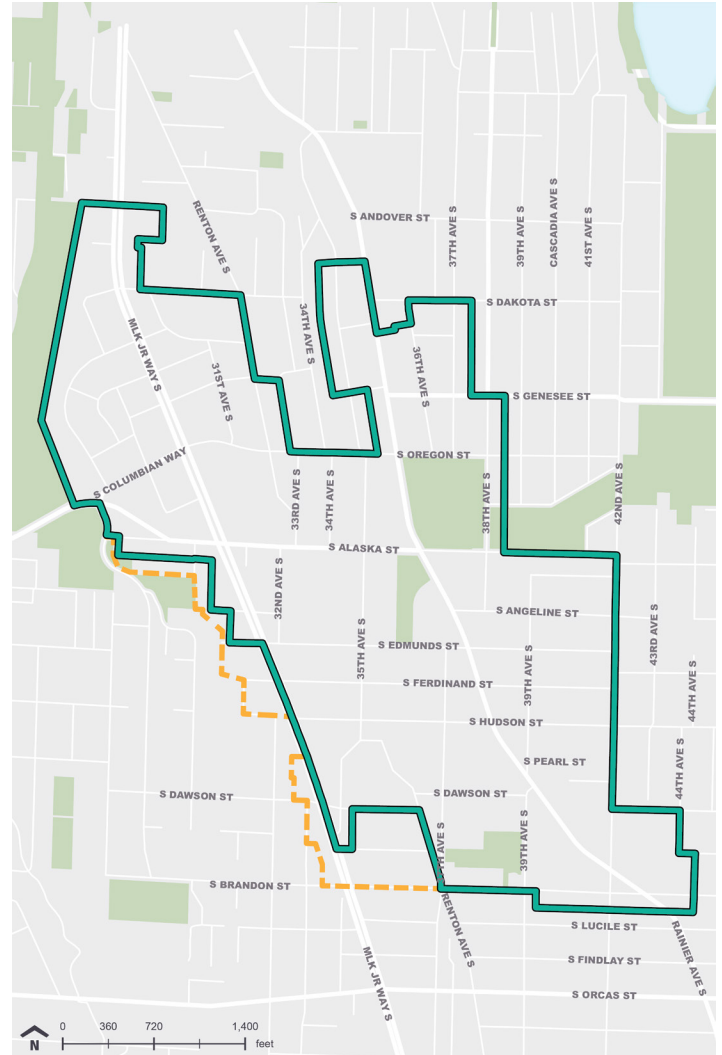 S ANDOVER ST
RENTON AVE S
37TH AVE S
39TH AVE S
CASCADIA AVE S
41ST AVE S
S DAKOTA ST
34TH AVE S
MLK JR WAY S
31ST AVE S
36TH AVE S
S GENESEE ST
S COLUMBIAN WAY
S OREGON ST
33RD AVE S
34TH AVE S
38TH AVE S
42ND AVE S
S ALASKA ST
32ND AVE S
S ANGELINE ST
35TH AVE S
S EDMUNDS ST
39TH AVE S
43RD AVE S
44TH AVE S
S FERDINAND ST
S HUDSON ST
S PEARL ST
44TH AVE S
S DAWSON ST
S DAWSON ST
39TH AVE S
TH AVE S
S BRANDON ST
RENTON AVE S
S LUCILE ST
RAINIER AVE S
S FINDLAY ST
MLK JR WAY S
S ORCAS ST
N
0 360 720 1,400
feet